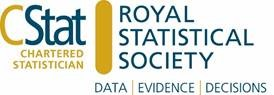 CStat
CHARTERED
STATISTICIAN
ROYAL
STATISTICAL
SOCIETY
DATA | EVIDENCE | DECISIONS